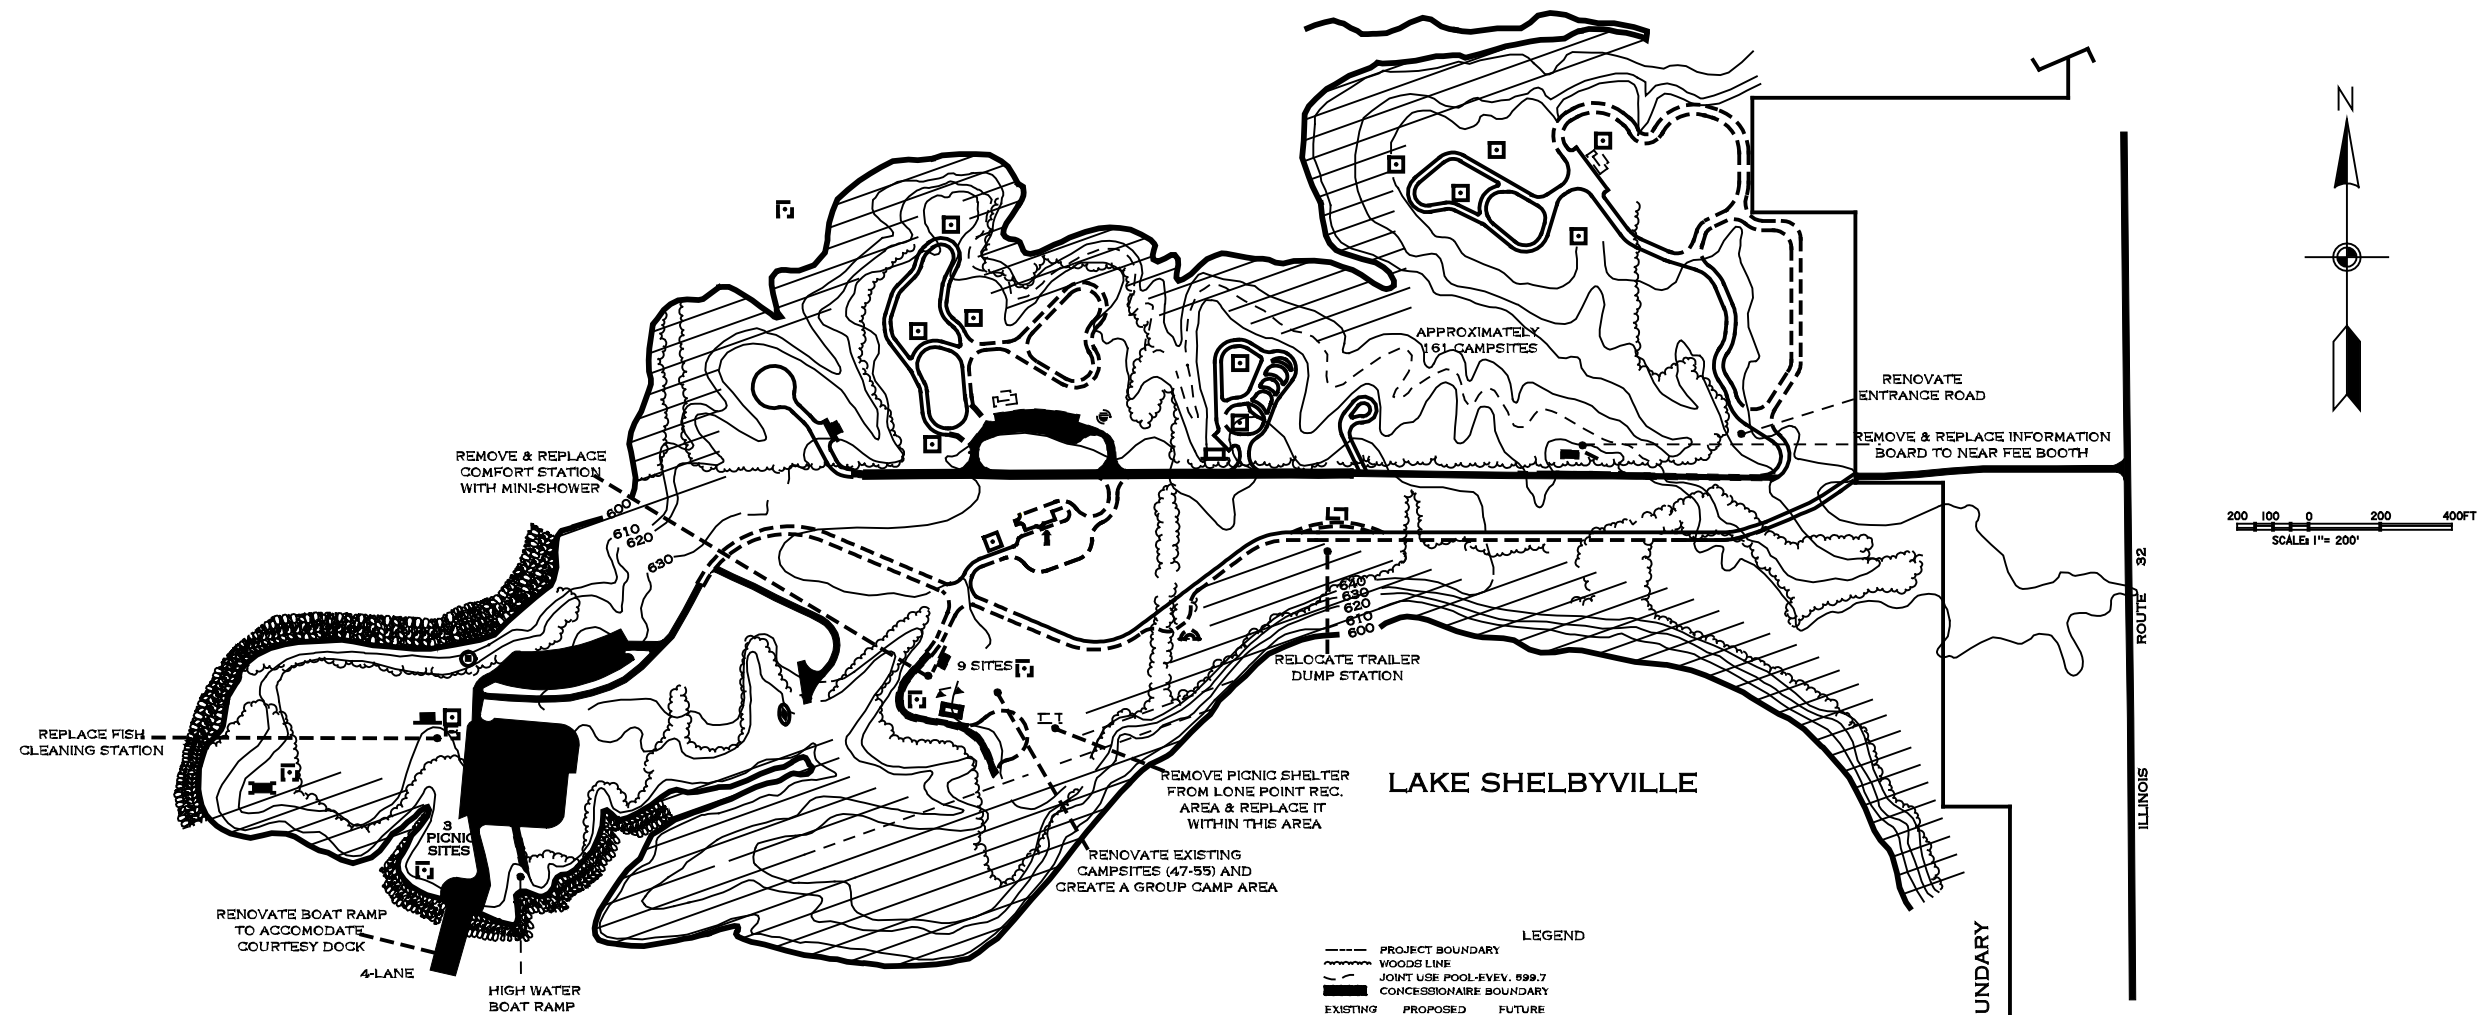 N
APPROXIMATELY
161 CAMPSITES
RENOVATE
ENTRANCE ROAD
REMOVE & REPLACE INFORMATION
BOARD TO NEAR FEE BOOTH
REMOVE & REPLACE
COMFORT STATION
WITH MINI-SHOWER
600
610
620
630
200 100 0 200 400FT
SCALE: 1"= 200'
ILLINOIS ROUTE 32
640
630
620
610
600
9 SITES
RELOCATE TRAILER
DUMP STATION
REPLACE FISH
CLEANING STATION
REMOVE PICNIC SHELTER
FROM LONE POINT REC.
AREA & REPLACE IT
WITHIN THIS AREA
LAKE SHELBYVILLE
3
PICNIC
SITES
RENOVATE EXISTING
CAMPSITES (47-55) AND
CREATE A GROUP CAMP AREA
RENOVATE BOAT RAMP
TO ACCOMODATE
COURTESY DOCK
4-LANE
HIGH WATER
BOAT RAMP
LEGEND
PROJECT BOUNDARY
WOODS LINE
JOINT USE POOL-EVEV. 599.7
CONCESSIONAIRE BOUNDARY
EXISTING PROPOSED FUTURE
UNDARY